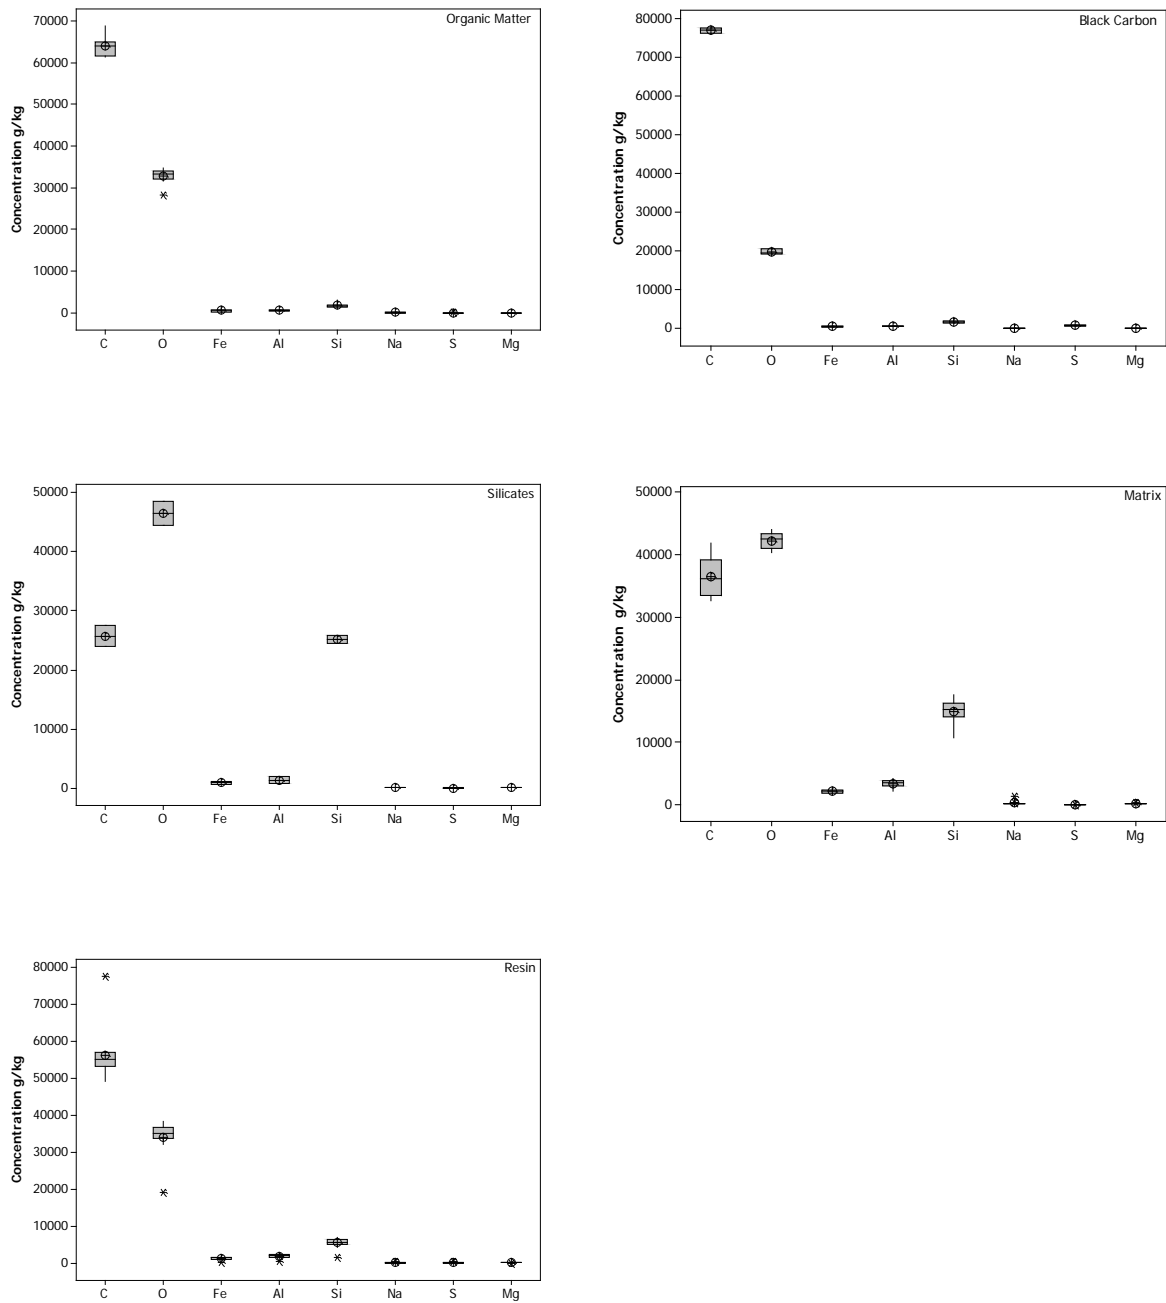 Organic Matter
Concentration g/kg
70000
60000
50000
40000
30000
20000
10000
0
C O Fe Al Si Na S Mg
Black Carbon
Concentration g/kg
80000
70000
60000
50000
40000
30000
20000
10000
0
C O Fe Al Si Na S Mg
Silicates
Concentration g/kg
50000
40000
30000
20000
10000
0
C O Fe Al Si Na S Mg
Matrix
Concentration g/kg
50000
40000
30000
20000
10000
0
C O Fe Al Si Na S Mg
Resin
Concentration g/kg
80000
70000
60000
50000
40000
30000
20000
10000
0
C O Fe Al Si Na S Mg